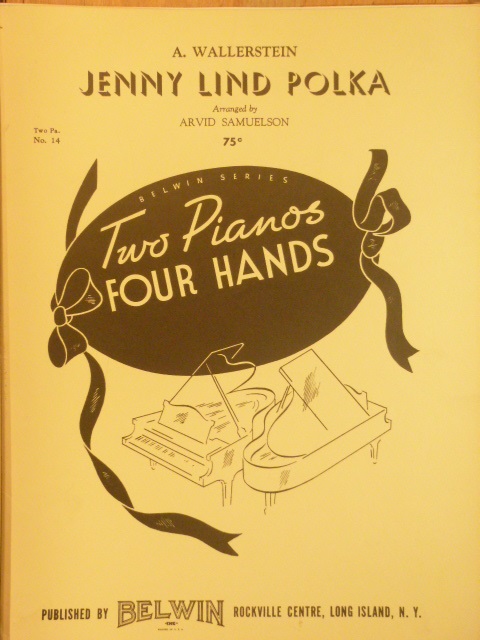 A. WALLERSTEIN
JENNY LIND POLKA
Arranged by
ARVID SAMUELSON
Two Pa.
No. 14
75¢
BELWIN SERIES
Two Pianos
FOUR HANDS
PUBLISHED BY BELWIN ROCKVILLE CENTRE, LONG ISLAND, N. Y.
INC.